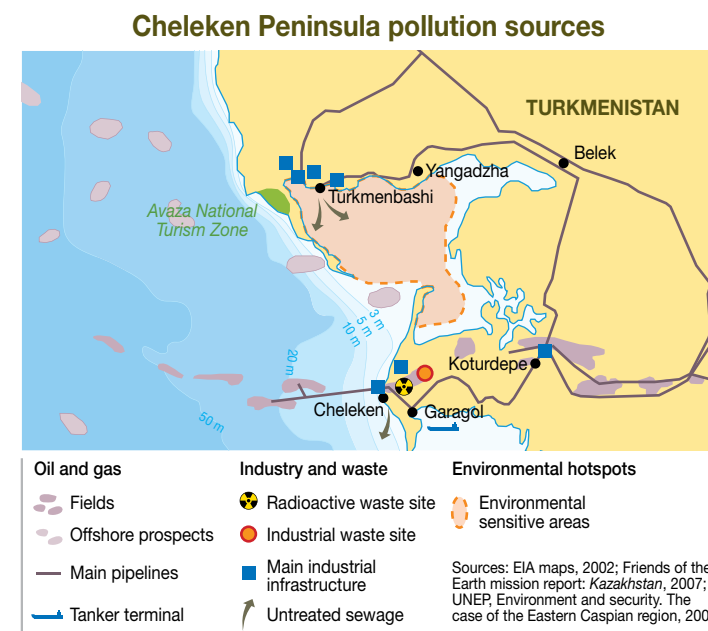 Cheleken Peninsula pollution sources
TURKMENISTAN
Belek
Yangadzha
Turkmenbashi
Avaza National
Turism Zone
3 m
5 m
10 m
20 m
50 m
Koturdepe
Cheleken
Garagol
Oil and gas
Fields
Offshore prospects
Main pipelines
Tanker terminal
Industry and waste
Radioactive waste site
Industrial waste site
Main industrial
infrastructure
Untreated sewage
Environmental hotspots
Environmental
sensitive areas
Sources: EIA maps, 2002; Friends of the
Earth mission report: Kazakhstan, 2007;
UNEP, Environment and security. The
case of the Eastern Caspian region, 200